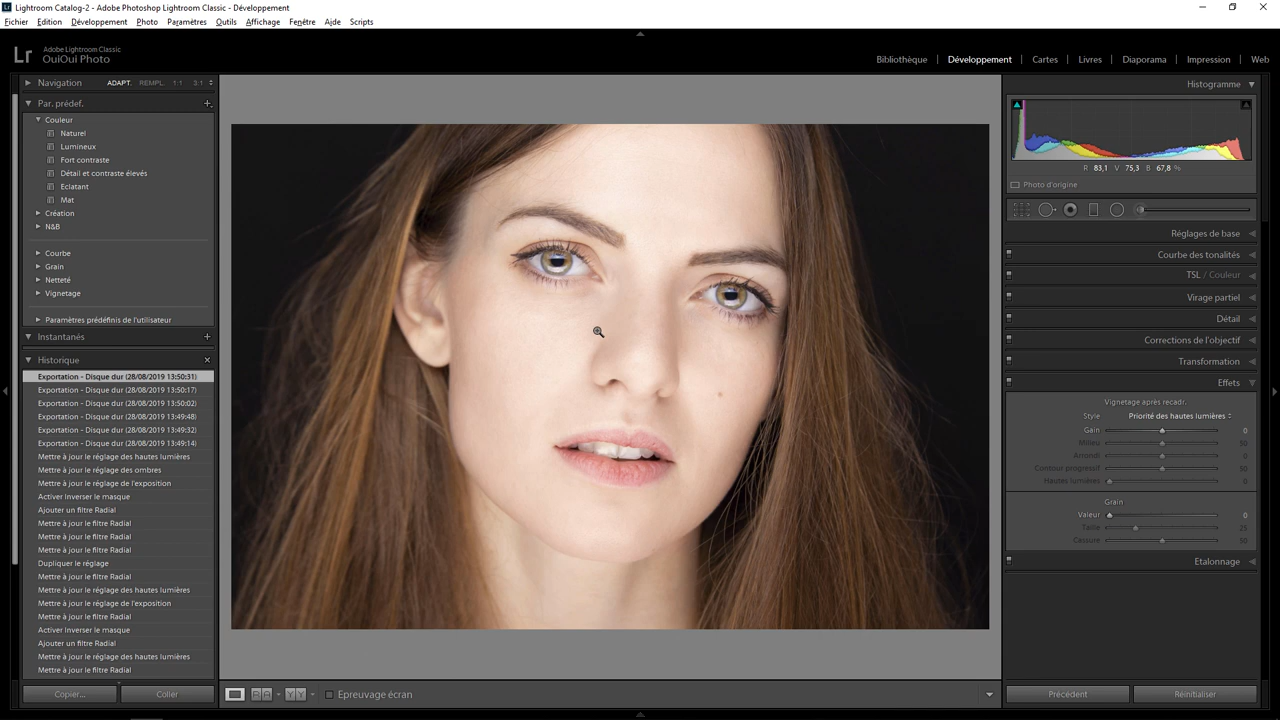 Lightroom Catalog-2 - Adobe Photoshop Lightroom Classic - Développement
Fichier Edition Développement Photo Paramètres Outils Affichage Fenêtre Aide Scripts
Lr
Adobe Lightroom Classic
OuiOui Photo
Bibliothèque | Développement | Cartes | Livres | Diaporama | Impression | Web
Navigation ADAPT. REMPL. 1:1 3:1
Par. prédef. +
Couleur
Naturel
Lumineux
Fort contraste
Détail et contraste élevés
Eclatant
Mat
Création
N&B
Courbe
Grain
Netteté
Vignetage
Paramètres prédéfinis de l'utilisateur
Instantanés +
Historique ×
Exportation - Disque dur (28/08/2019 13:50:31)
Exportation - Disque dur (28/08/2019 13:50:17)
Exportation - Disque dur (28/08/2019 13:50:02)
Exportation - Disque dur (28/08/2019 13:49:48)
Exportation - Disque dur (28/08/2019 13:49:32)
Exportation - Disque dur (28/08/2019 13:49:14)
Mettre à jour le réglage des hautes lumières
Mettre à jour le réglage des ombres
Mettre à jour le réglage de l'exposition
Activer Inverser le masque
Ajouter un filtre Radial
Mettre à jour le filtre Radial
Mettre à jour le filtre Radial
Mettre à jour le filtre Radial
Dupliquer le réglage
Mettre à jour le filtre Radial
Mettre à jour le réglage des hautes lumières
Mettre à jour le réglage de l'exposition
Mettre à jour le filtre Radial
Activer Inverser le masque
Ajouter un filtre Radial
Mettre à jour le réglage des hautes lumières
Mettre à jour le filtre Radial
Copier... Coller
RA YY Epreuvage écran
Histogramme
R 83,1 V 75,3 B 67,8 %
Photo d'origine
Réglages de base
Courbe des tonalités
TSL / Couleur
Virage partiel
Détail
Corrections de l'objectif
Transformation
Effets
Vignetage après recadr.
Style Priorité des hautes lumières
Gain 0
Milieu 50
Arrondi 0
Contour progressif 50
Hautes lumières 0
Grain
Valeur 0
Taille 25
Cassure 50
Etalonnage
Précédent Réinitialiser